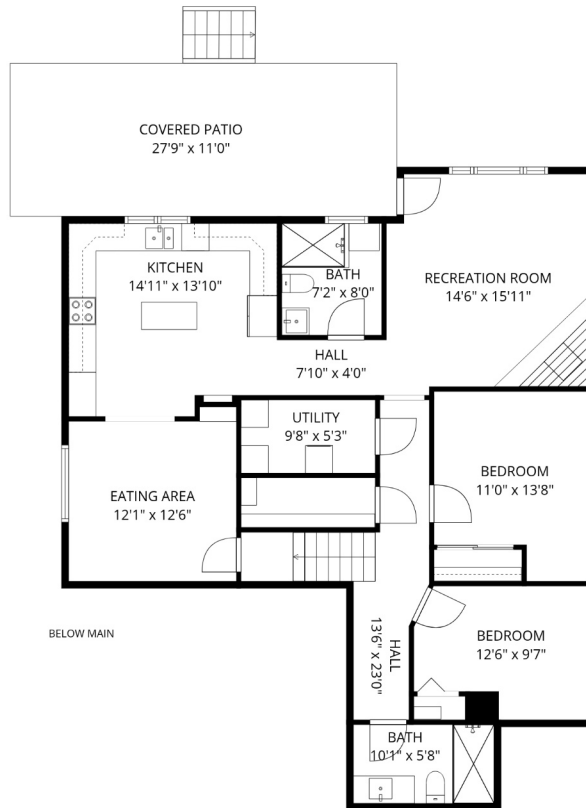 COVERED PATIO
27'9" x 11'0"
KITCHEN
14'11" x 13'10"
BATH
7'2" x 8'0"
RECREATION ROOM
14'6" x 15'11"
HALL
7'10" x 4'0"
UTILITY
9'8" x 5'3"
BEDROOM
11'0" x 13'8"
EATING AREA
12'1" x 12'6"
BELOW MAIN
HALL
13'6" x 23'0"
BEDROOM
12'6" x 9'7"
BATH
10'1" x 5'8"